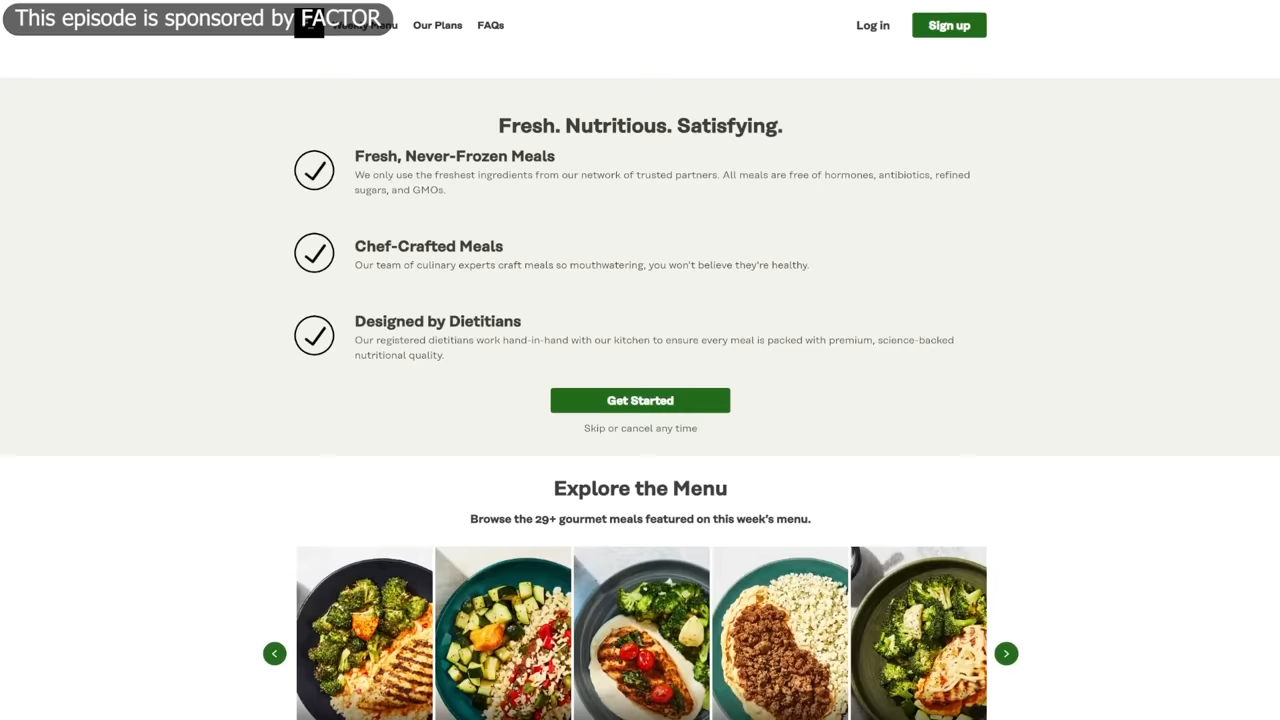 This episode is sponsored by FACTOR
Weekly Menu
Our Plans
FAQs
Log in
Sign up
Fresh. Nutritious. Satisfying.
Fresh, Never-Frozen Meals
We only use the freshest ingredients from our network of trusted partners. All meals are free of hormones, antibiotics, refined
sugars, and GMOs.
Chef-Crafted Meals
Our team of culinary experts craft meals so mouthwatering, you won't believe they're healthy.
Designed by Dietitians
Our registered dietitians work hand-in-hand with our kitchen to ensure every meal is packed with premium, science-backed
nutritional quality.
Get Started
Skip or cancel any time
Explore the Menu
Browse the 29+ gourmet meals featured on this week's menu.